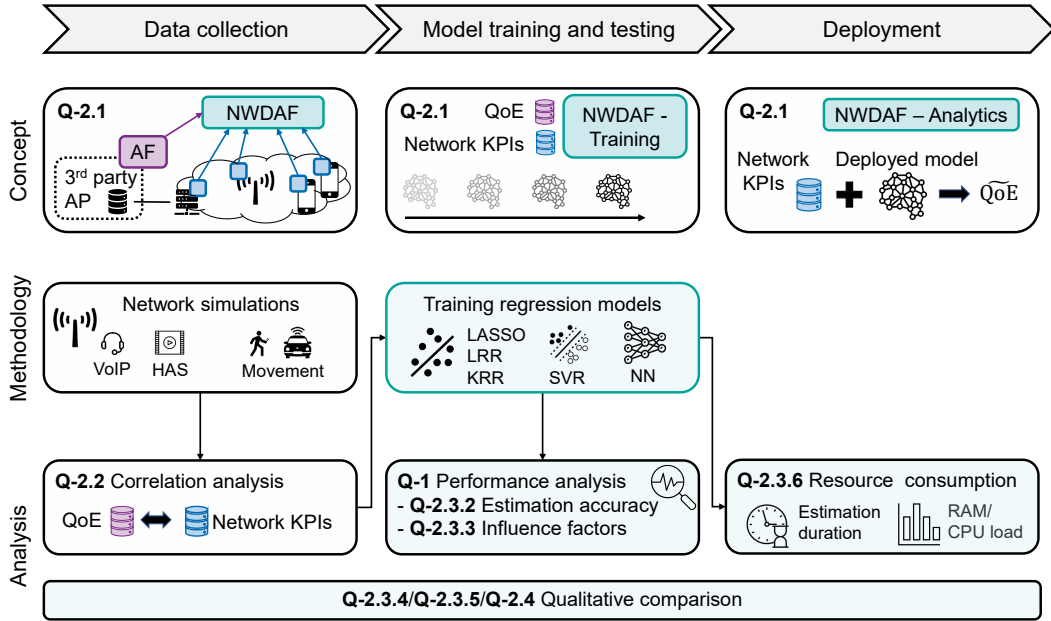 Data collection
Model training and testing
Deployment
Concept
Q-2.1
NWDAF
AF
3rd party
AP
Q-2.1
QoE
Network KPIs
NWDAF -
Training
Q-2.1
NWDAF – Analytics
Network
KPIs
Deployed model
Q͠oE
Methodology
Network simulations
VoIP
HAS
Movement
Training regression models
LASSO
LRR
KRR
SVR
NN
Analysis
Q-2.2 Correlation analysis
QoE
Network KPIs
Q-1 Performance analysis
- Q-2.3.2 Estimation accuracy
- Q-2.3.3 Influence factors
Q-2.3.6 Resource consumption
Estimation
duration
RAM/
CPU load
Q-2.3.4/Q-2.3.5/Q-2.4 Qualitative comparison